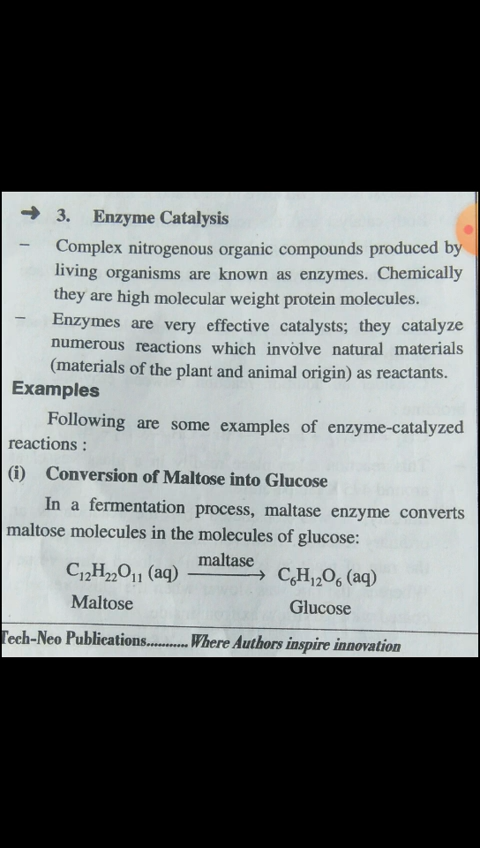 → 3. Enzyme Catalysis
– Complex nitrogenous organic compounds produced by
living organisms are known as enzymes. Chemically
they are high molecular weight protein molecules.
– Enzymes are very effective catalysts; they catalyze
numerous reactions which involve natural materials
(materials of the plant and animal origin) as reactants.
Examples
Following are some examples of enzyme-catalyzed
reactions :
(i) Conversion of Maltose into Glucose
In a fermentation process, maltase enzyme converts
maltose molecules in the molecules of glucose:
maltase
C₁₂H₂₂O₁₁ (aq) ⟶ C₆H₁₂O₆ (aq)
Maltose Glucose
Tech-Neo Publications........... Where Authors inspire innovation